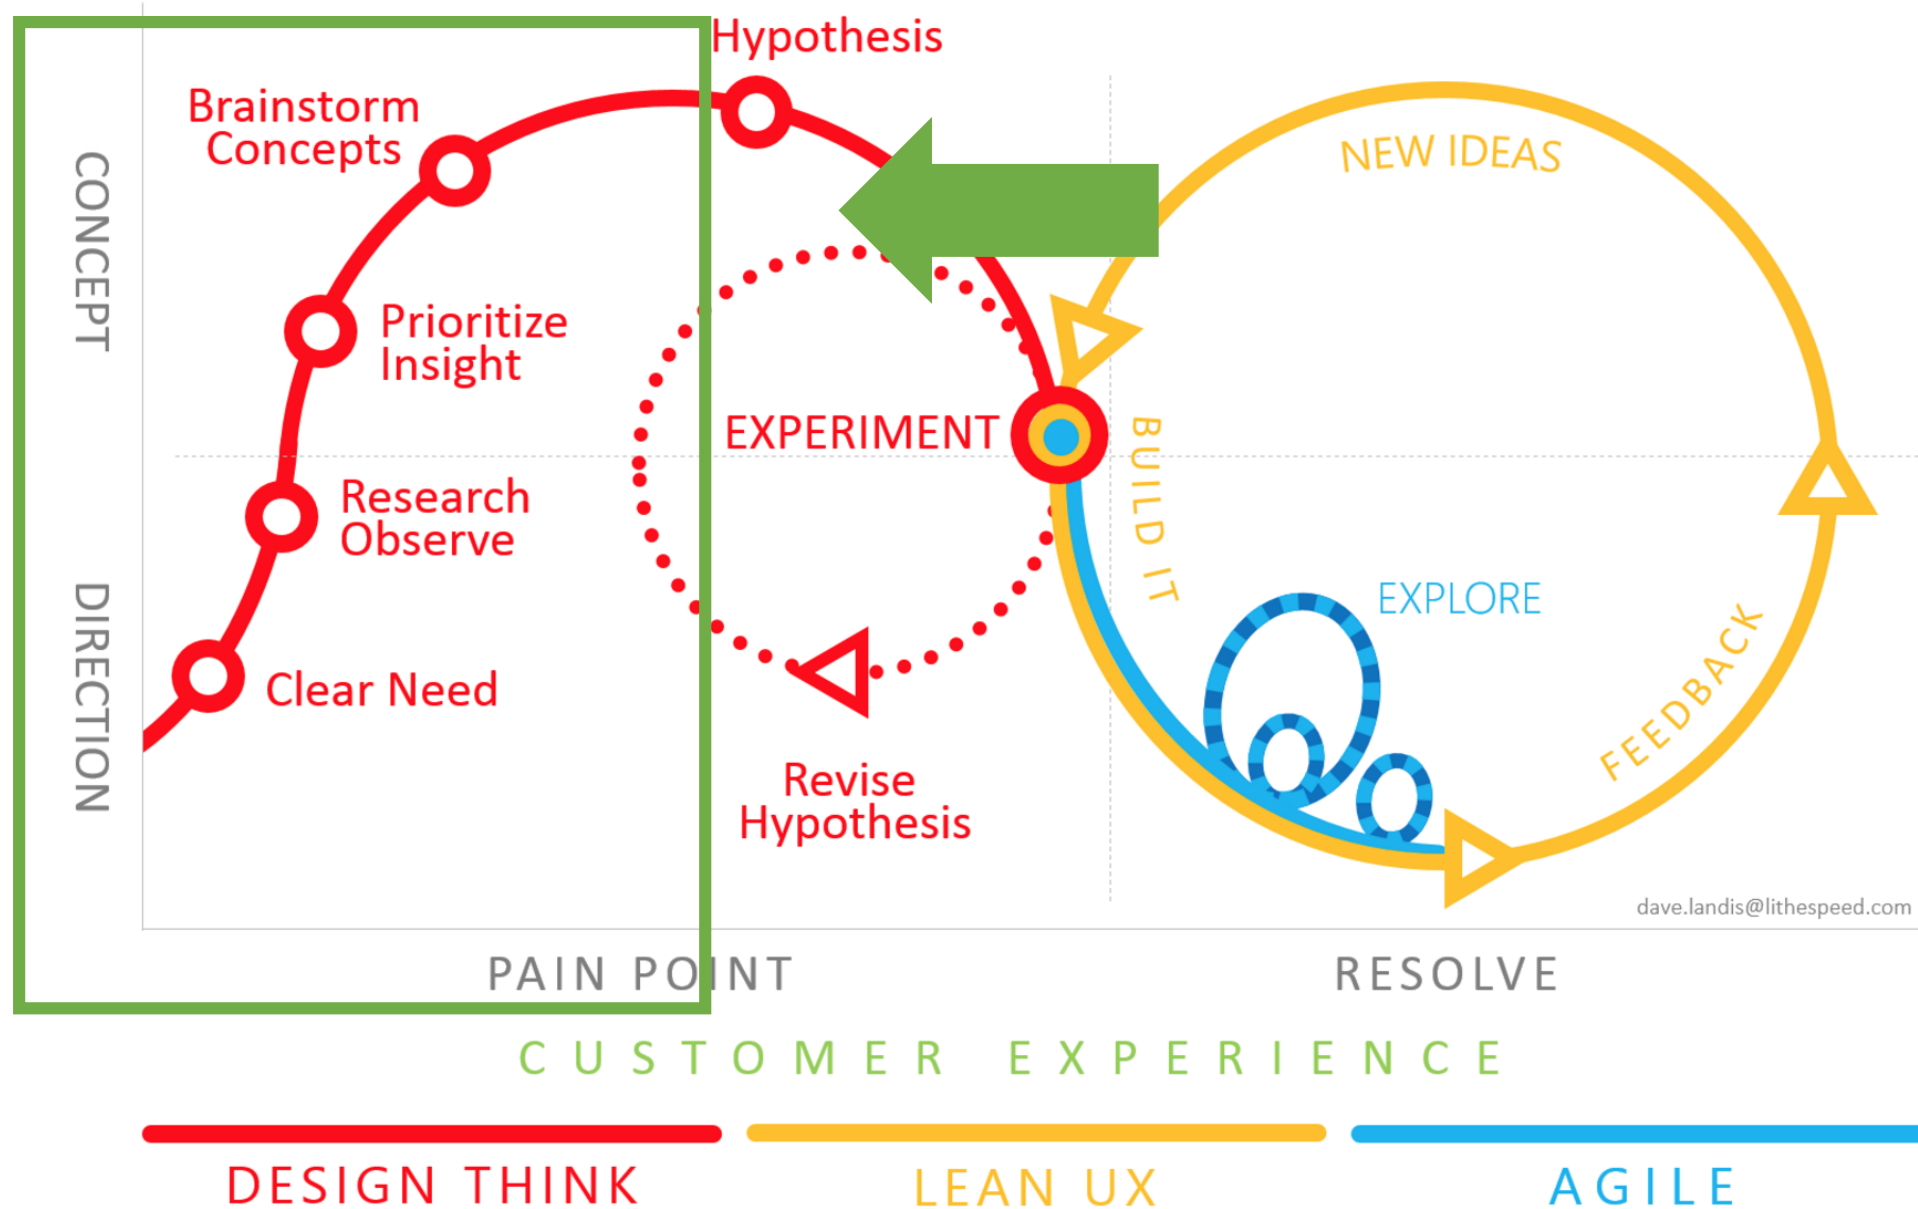 Hypothesis
Brainstorm
Concepts
NEW IDEAS
CONCEPT
Prioritize
Insight
EXPERIMENT
BUILD IT
Research
Observe
EXPLORE
DIRECTION
Clear Need
FEEDBACK
Revise
Hypothesis
dave.landis@lithespeed.com
PAIN POINT
RESOLVE
CUSTOMER EXPERIENCE
DESIGN THINK
LEAN UX
AGILE